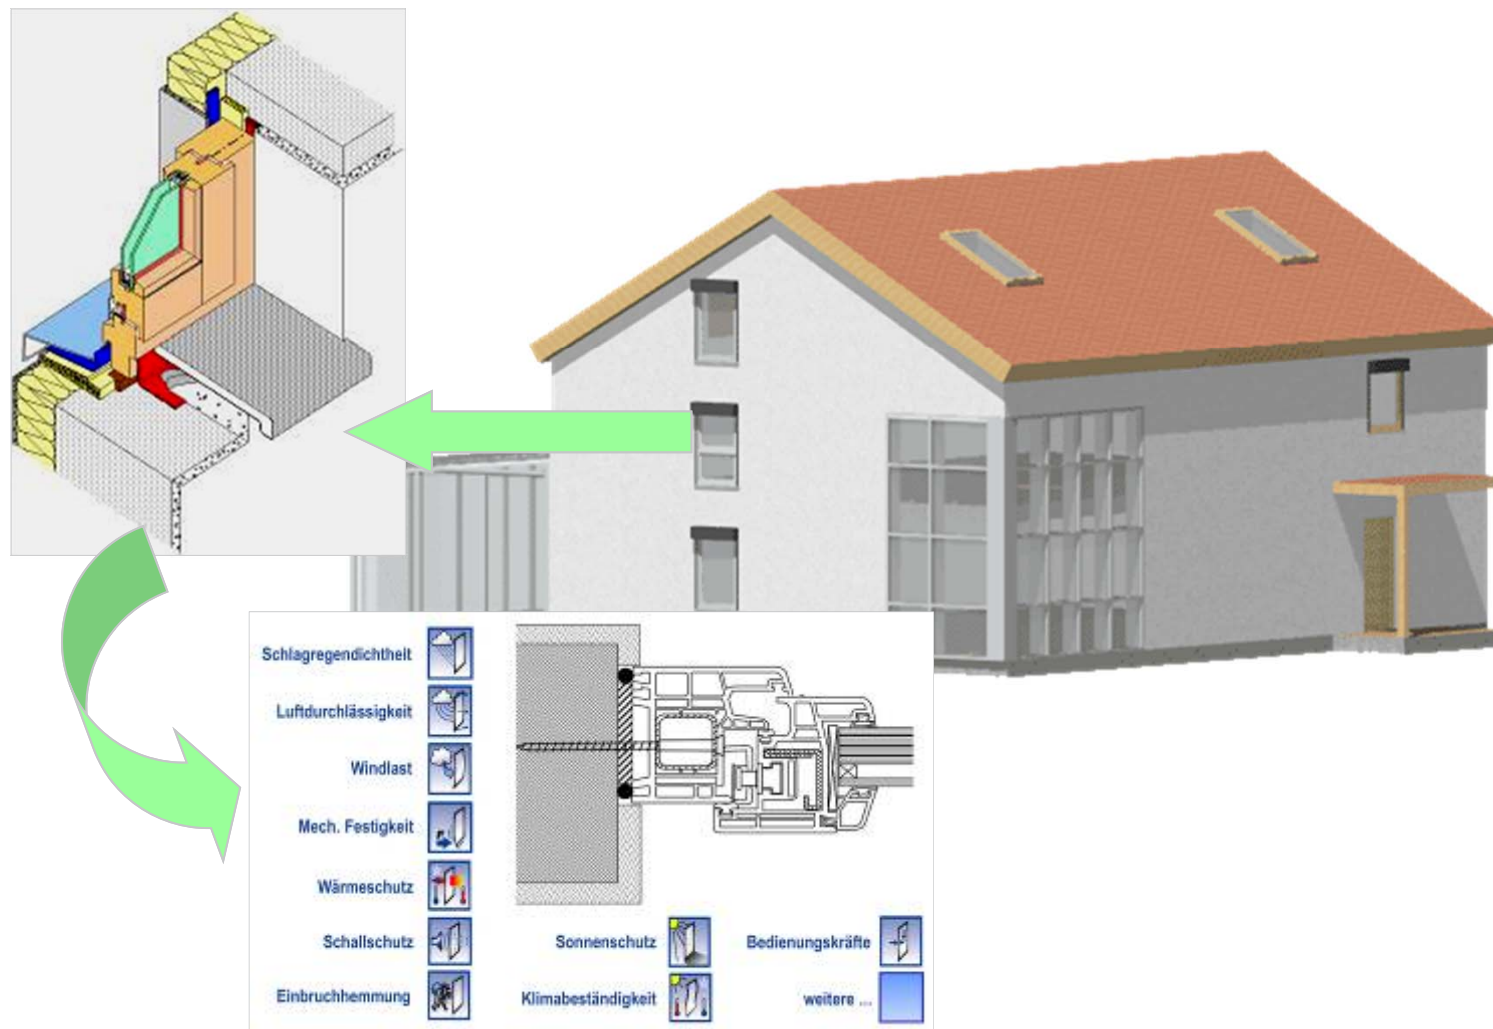 Schlagregendichtheit
Luftdurchlässigkeit
Windlast
Mech. Festigkeit
Wärmeschutz
Schallschutz
Einbruchhemmung
Sonnenschutz
Klimabeständigkeit
Bedienungskräfte
weitere ...